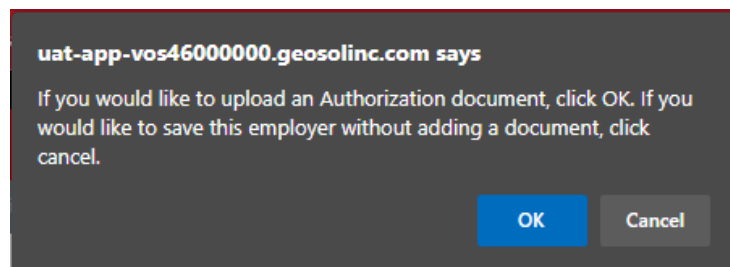 uat-app-vos46000000.geosolinc.com says
If you would like to upload an Authorization document, click OK. If you
would like to save this employer without adding a document, click
cancel.
OK
Cancel